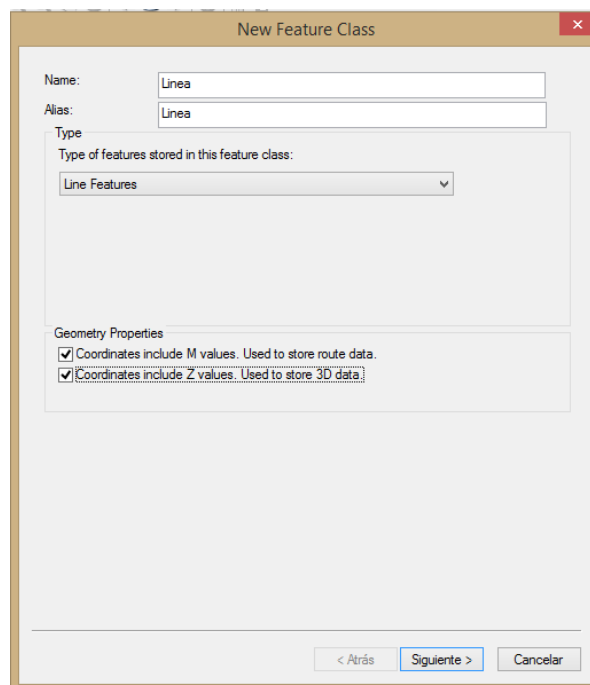 New Feature Class
Name:
Linea
Alias:
Linea
Type
Type of features stored in this feature class:
Line Features
Geometry Properties
Coordinates include M values. Used to store route data.
Coordinates include Z values. Used to store 3D data.
< Atrás
Siguiente >
Cancelar